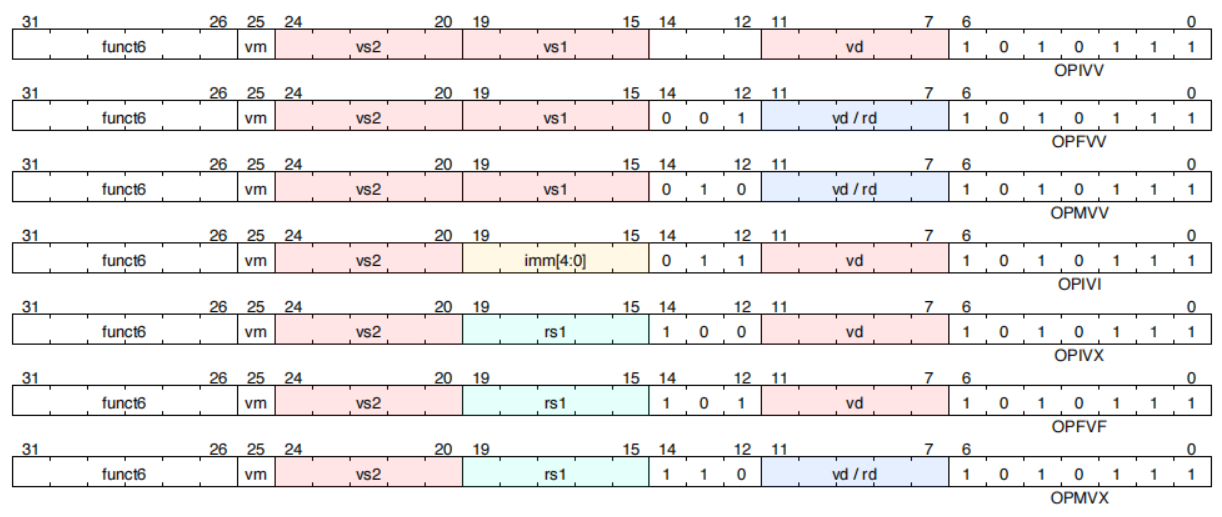 31 26 25 24 20 19 15 14 12 11 7 6 0
funct6 vm vs2 vs1 vd 1 0 1 0 1 1 1
OPIVV
31 26 25 24 20 19 15 14 12 11 7 6 0
funct6 vm vs2 vs1 0 0 1 vd / rd 1 0 1 0 1 1 1
OPFVV
31 26 25 24 20 19 15 14 12 11 7 6 0
funct6 vm vs2 vs1 0 1 0 vd / rd 1 0 1 0 1 1 1
OPMVV
31 26 25 24 20 19 15 14 12 11 7 6 0
funct6 vm vs2 imm[4:0] 0 1 1 vd 1 0 1 0 1 1 1
OPIVI
31 26 25 24 20 19 15 14 12 11 7 6 0
funct6 vm vs2 rs1 1 0 0 vd 1 0 1 0 1 1 1
OPIVX
31 26 25 24 20 19 15 14 12 11 7 6 0
funct6 vm vs2 rs1 1 0 1 vd 1 0 1 0 1 1 1
OPFVF
31 26 25 24 20 19 15 14 12 11 7 6 0
funct6 vm vs2 rs1 1 1 0 vd / rd 1 0 1 0 1 1 1
OPMVX